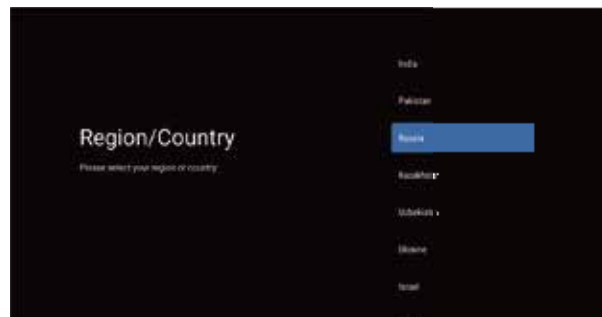 Region/Country
Please select your region or country
India
Pakistan
Russia
Kazakhstan
Uzbekistan
Ukraine
Israel